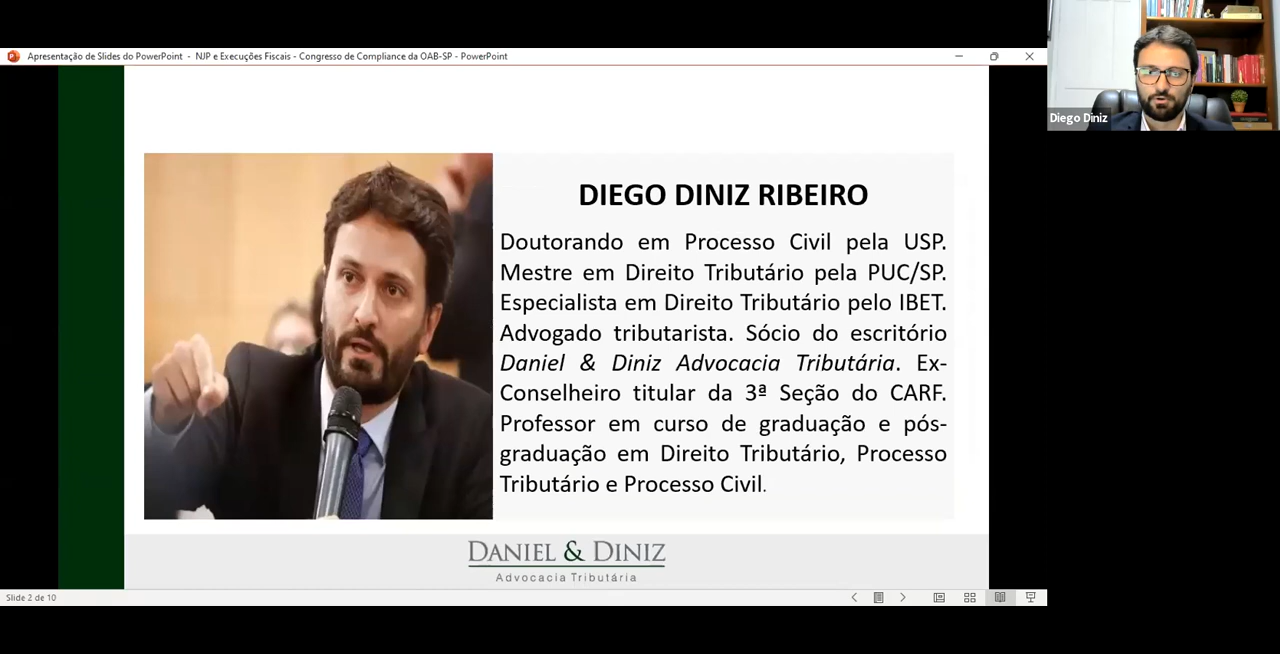 Apresentação de Slides do PowerPoint - NJP e Execuções Fiscais - Congresso de Compliance da OAB-SP - PowerPoint
Diego Diniz
DIEGO DINIZ RIBEIRO
Doutorando em Processo Civil pela USP.
Mestre em Direito Tributário pela PUC/SP.
Especialista em Direito Tributário pelo IBET.
Advogado tributarista. Sócio do escritório
Daniel & Diniz Advocacia Tributária. Ex-
Conselheiro titular da 3ª Seção do CARF.
Professor em curso de graduação e pós-
graduação em Direito Tributário, Processo
Tributário e Processo Civil.
DANIEL & DINIZ
Advocacia Tributária
Slide 2 de 10